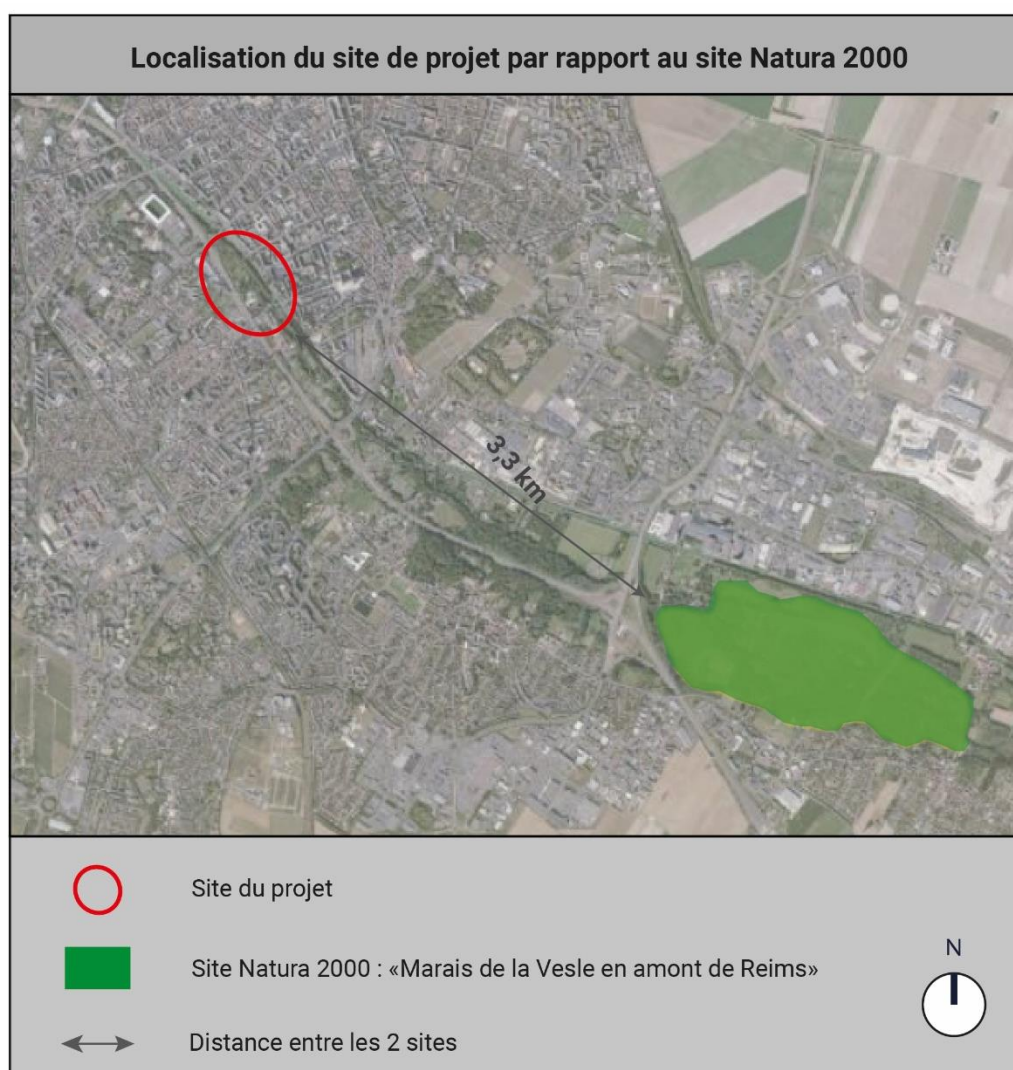 Localisation du site de projet par rapport au site Natura 2000
3,3 km
Site du projet
Site Natura 2000 : «Marais de la Vesle en amont de Reims»
N
Distance entre les 2 sites